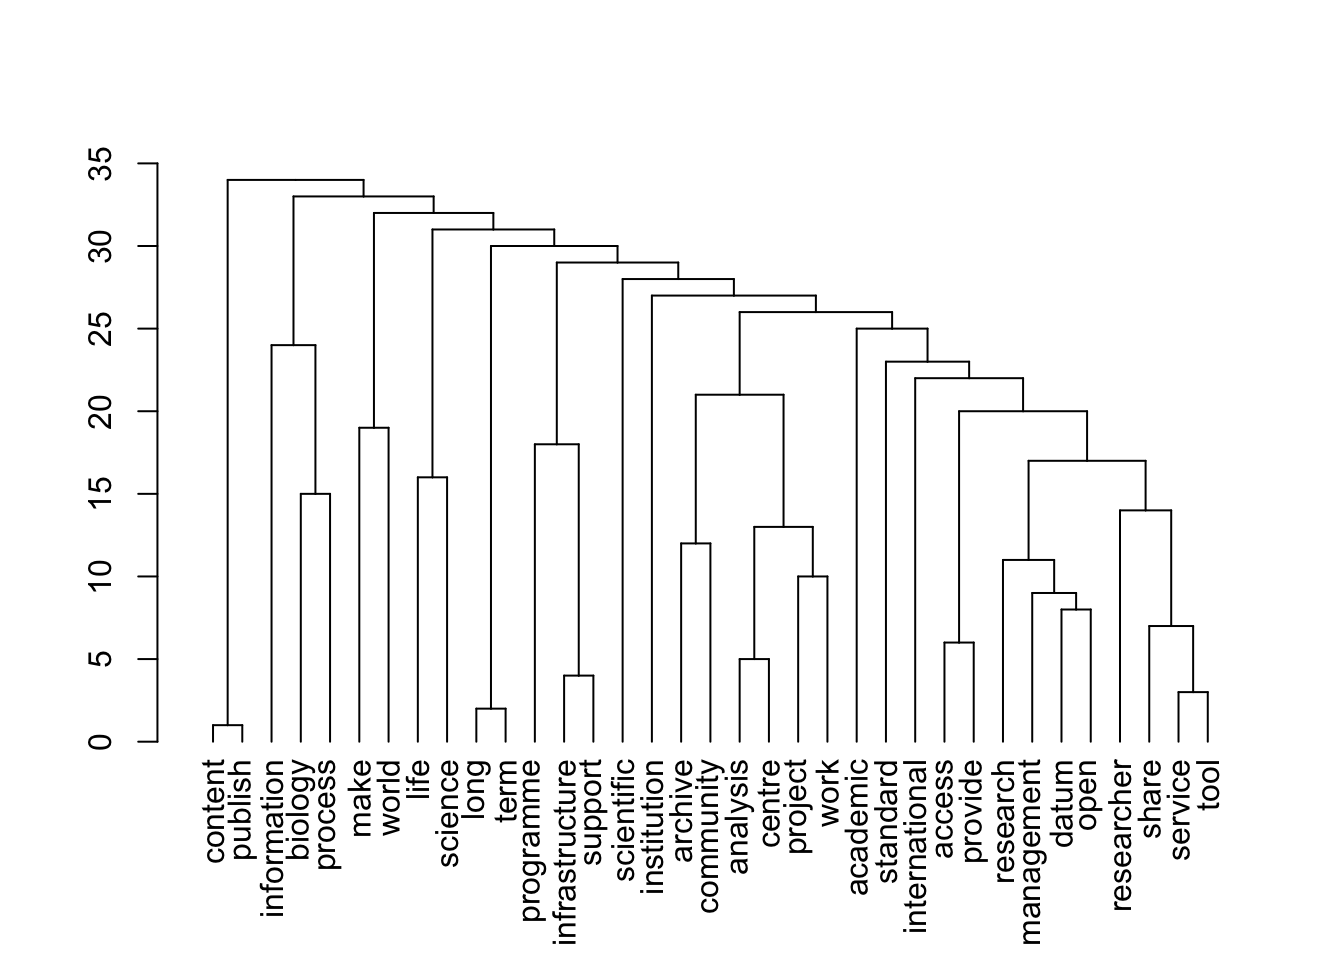 35
30
25
20
15
10
5
0
content
publish
information
biology
process
make
world
life
science
long
term
programme
infrastructure
support
scientific
institution
archive
community
analysis
centre
project
work
academic
standard
international
access
provide
research
management
datum
open
researcher
share
service
tool